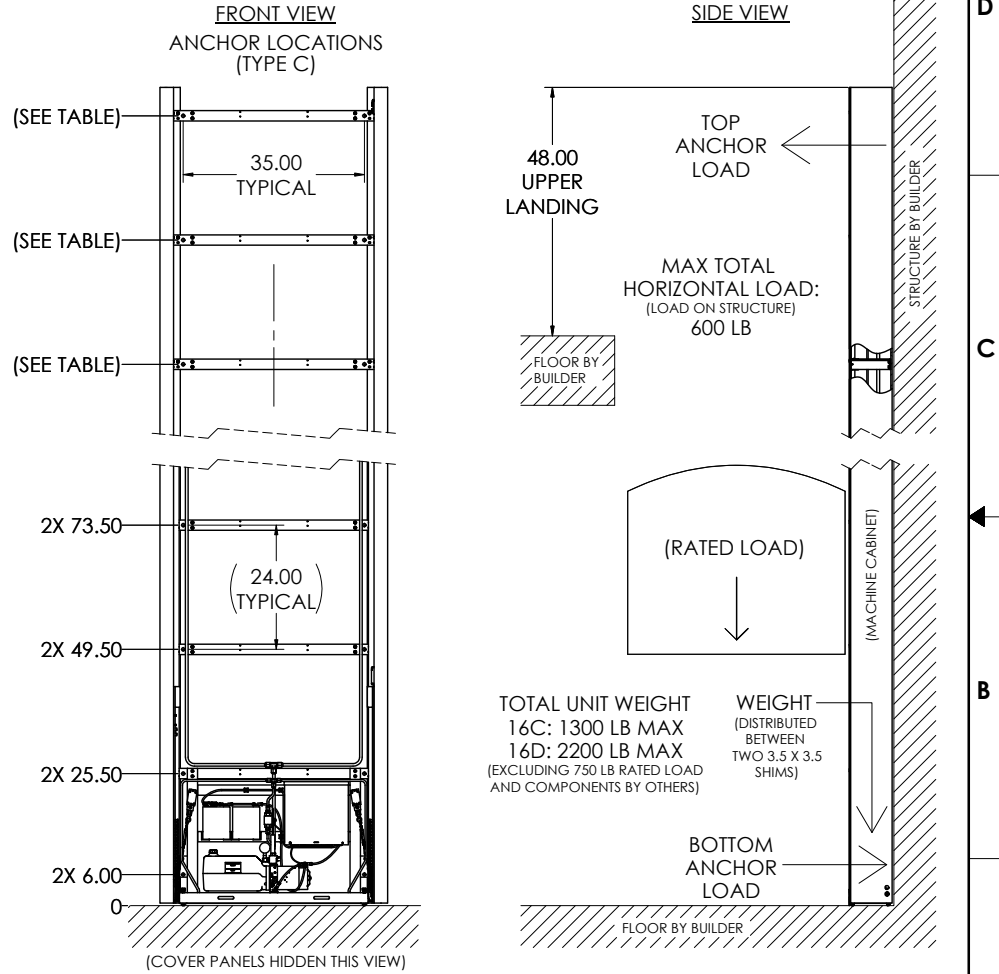 FRONT VIEW
ANCHOR LOCATIONS
(TYPE C)
(SEE TABLE)
35.00
TYPICAL
(SEE TABLE)
(SEE TABLE)
2X 73.50
24.00
(TYPICAL)
2X 49.50
2X 25.50
2X 6.00
0
(COVER PANELS HIDDEN THIS VIEW)
SIDE VIEW
48.00
UPPER
LANDING
TOP
ANCHOR
LOAD
STRUCTURE BY BUILDER
MAX TOTAL
HORIZONTAL LOAD:
(LOAD ON STRUCTURE)
600 LB
FLOOR BY
BUILDER
(RATED LOAD)
(MACHINE CABINET)
TOTAL UNIT WEIGHT
16C: 1300 LB MAX
16D: 2200 LB MAX
(EXCLUDING 750 LB RATED LOAD
AND COMPONENTS BY OTHERS)
WEIGHT
(DISTRIBUTED
BETWEEN
TWO 3.5 X 3.5
SHIMS)
BOTTOM
ANCHOR
LOAD
FLOOR BY BUILDER
D
C
B